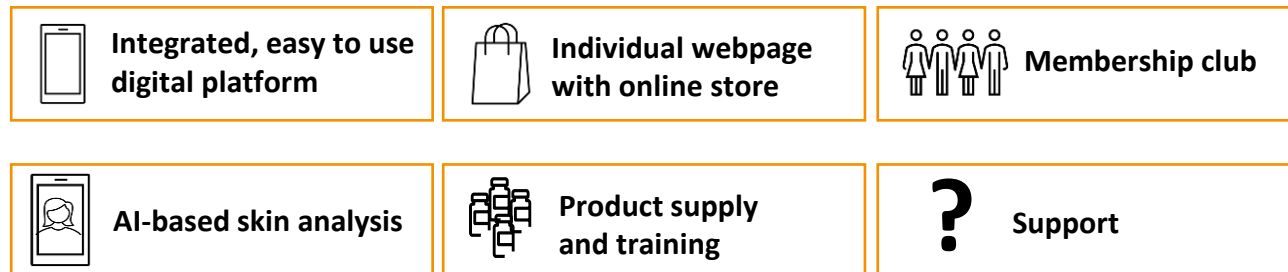 Integrated, easy to use
digital platform
Individual webpage
with online store
Membership club
AI-based skin analysis
Product supply
and training
?
Support